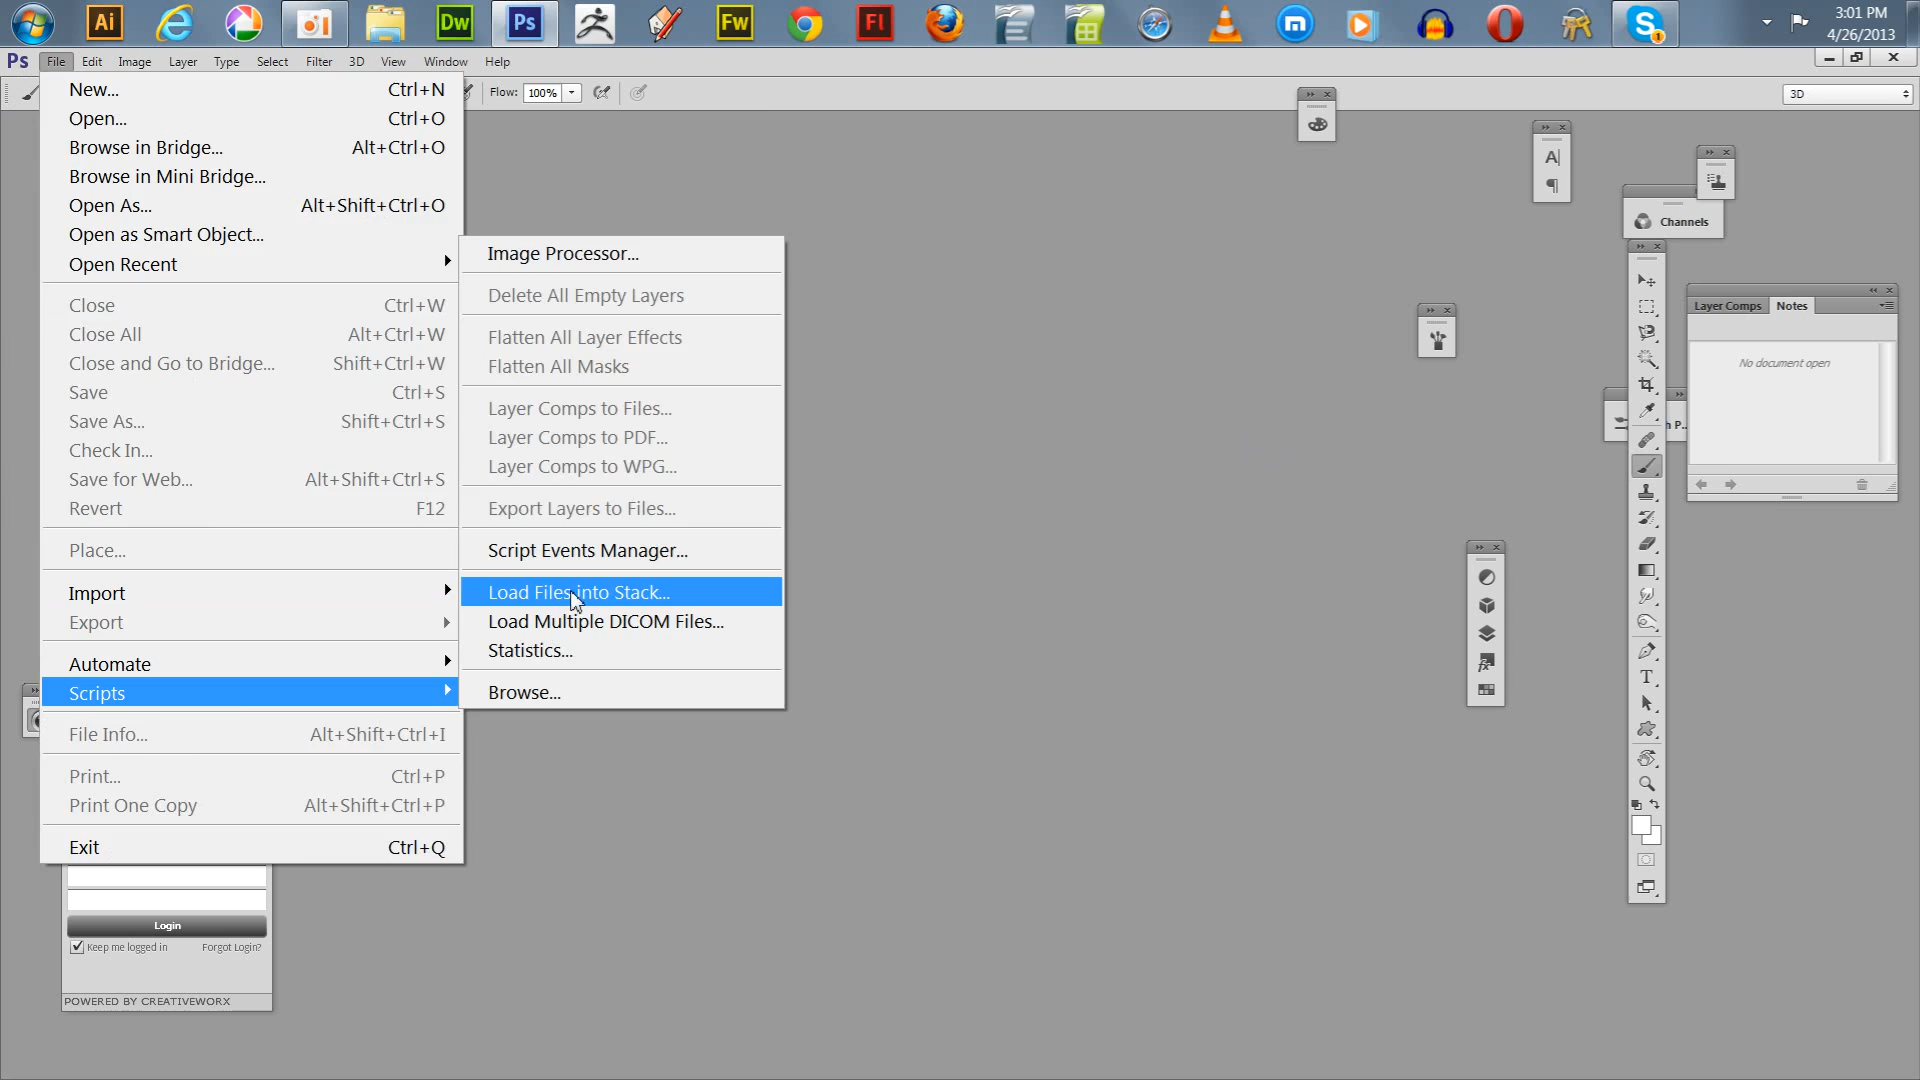 Ai
Dw
Ps
Fw
Fl
3:01 PM
4/26/2013
Ps File Edit Image Layer Type Select Filter 3D View Window Help
Flow: 100%
3D
New... Ctrl+N
Open... Ctrl+O
Browse in Bridge... Alt+Ctrl+O
Browse in Mini Bridge...
Open As... Alt+Shift+Ctrl+O
Open as Smart Object...
Open Recent
Close Ctrl+W
Close All Alt+Ctrl+W
Close and Go to Bridge... Shift+Ctrl+W
Save Ctrl+S
Save As... Shift+Ctrl+S
Check In...
Save for Web... Alt+Shift+Ctrl+S
Revert F12
Place...
Import
Export
Automate
Scripts
File Info... Alt+Shift+Ctrl+I
Print... Ctrl+P
Print One Copy Alt+Shift+Ctrl+P
Exit Ctrl+Q
Image Processor...
Delete All Empty Layers
Flatten All Layer Effects
Flatten All Masks
Layer Comps to Files...
Layer Comps to PDF...
Layer Comps to WPG...
Export Layers to Files...
Script Events Manager...
Load Files into Stack...
Load Multiple DICOM Files...
Statistics...
Browse...
Channels
Layer Comps Notes
No document open
Login
Keep me logged in Forgot Login?
POWERED BY CREATIVEWORX